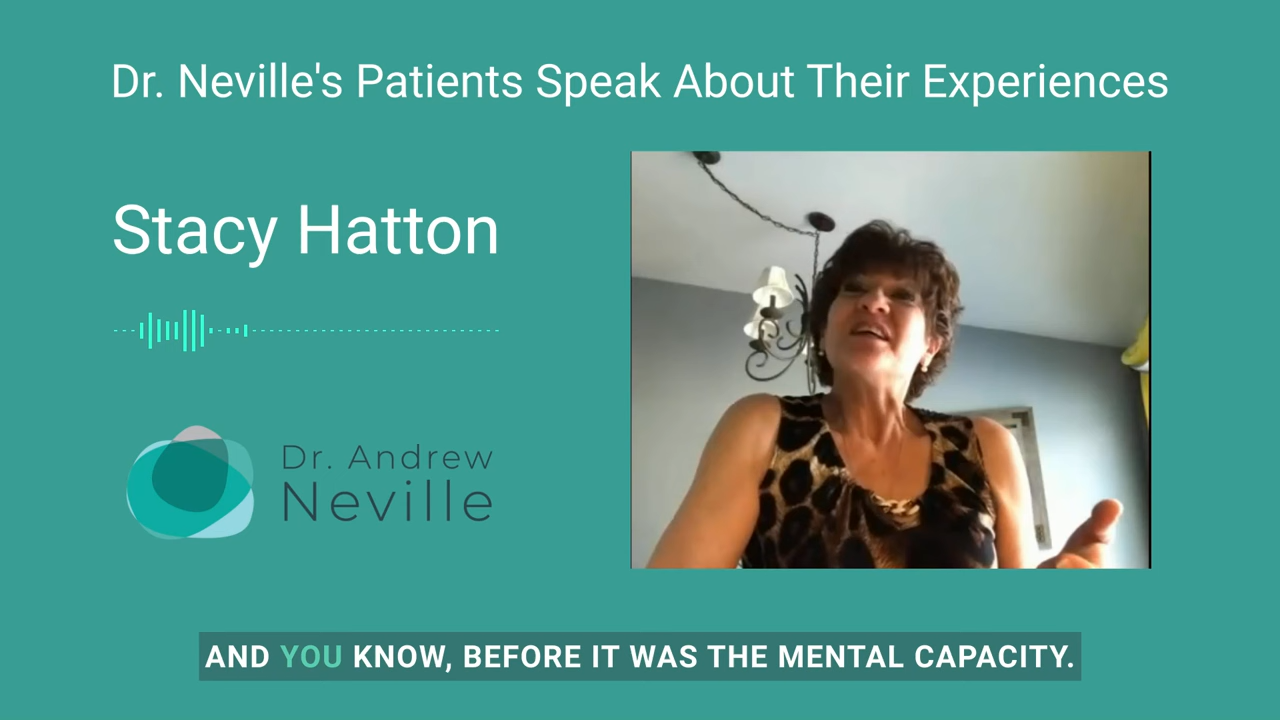 Dr. Neville's Patients Speak About Their Experiences
Stacy Hatton
Dr. Andrew
Neville
AND YOU KNOW, BEFORE IT WAS THE MENTAL CAPACITY.